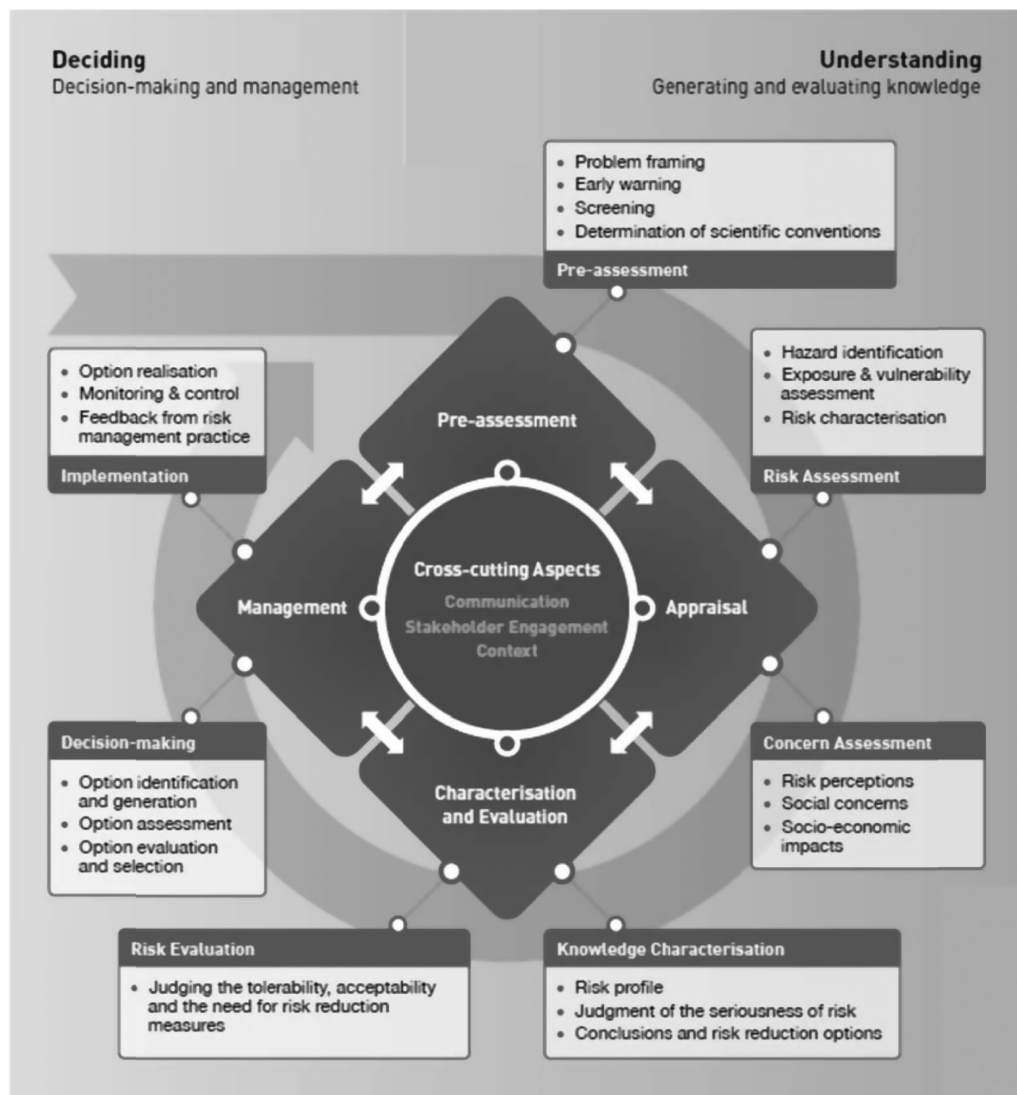 Deciding
Decision-making and management
Understanding
Generating and evaluating knowledge
• Problem framing
• Early warning
• Screening
• Determination of scientific conventions
Pre-assessment
• Option realisation
• Monitoring & control
• Feedback from risk
management practice
Implementation
• Hazard identification
• Exposure & vulnerability
assessment
• Risk characterisation
Risk Assessment
Pre-assessment
Management
Cross-cutting Aspects
Communication
Stakeholder Engagement
Context
Appraisal
Characterisation
and Evaluation
Decision-making
• Option identification
and generation
• Option assessment
• Option evaluation
and selection
Concern Assessment
• Risk perceptions
• Social concerns
• Socio-economic
impacts
Risk Evaluation
• Judging the tolerability, acceptability
and the need for risk reduction
measures
Knowledge Characterisation
• Risk profile
• Judgment of the seriousness of risk
• Conclusions and risk reduction options